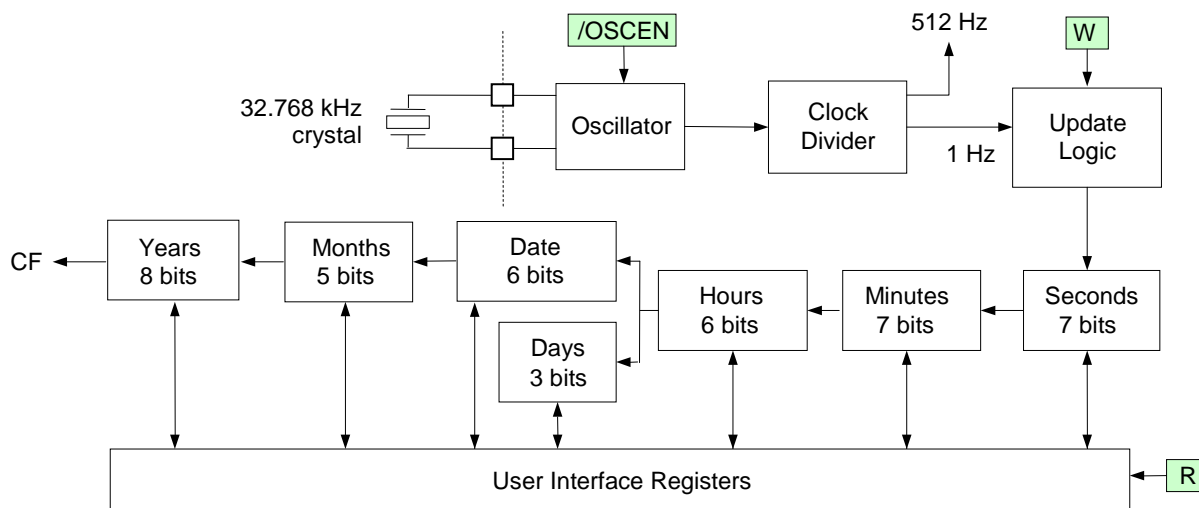 /OSCEN
512 Hz
W
32.768 kHz
crystal
Oscillator
Clock
Divider
1 Hz
Update
Logic
CF
Years
8 bits
Months
5 bits
Date
6 bits
Days
3 bits
Hours
6 bits
Minutes
7 bits
Seconds
7 bits
User Interface Registers
R